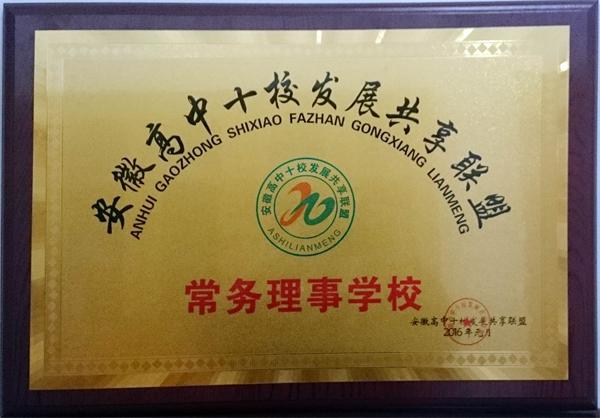 安徽高中十校发展共享联盟
ANHUI GAOZHONG SHIXIAO FAZHAN GONGXIANG LIANMENG
安徽高中十校发展共享联盟
ASHILIANMENG
常务理事学校
安徽高中十校发展共享联盟
2016年元月